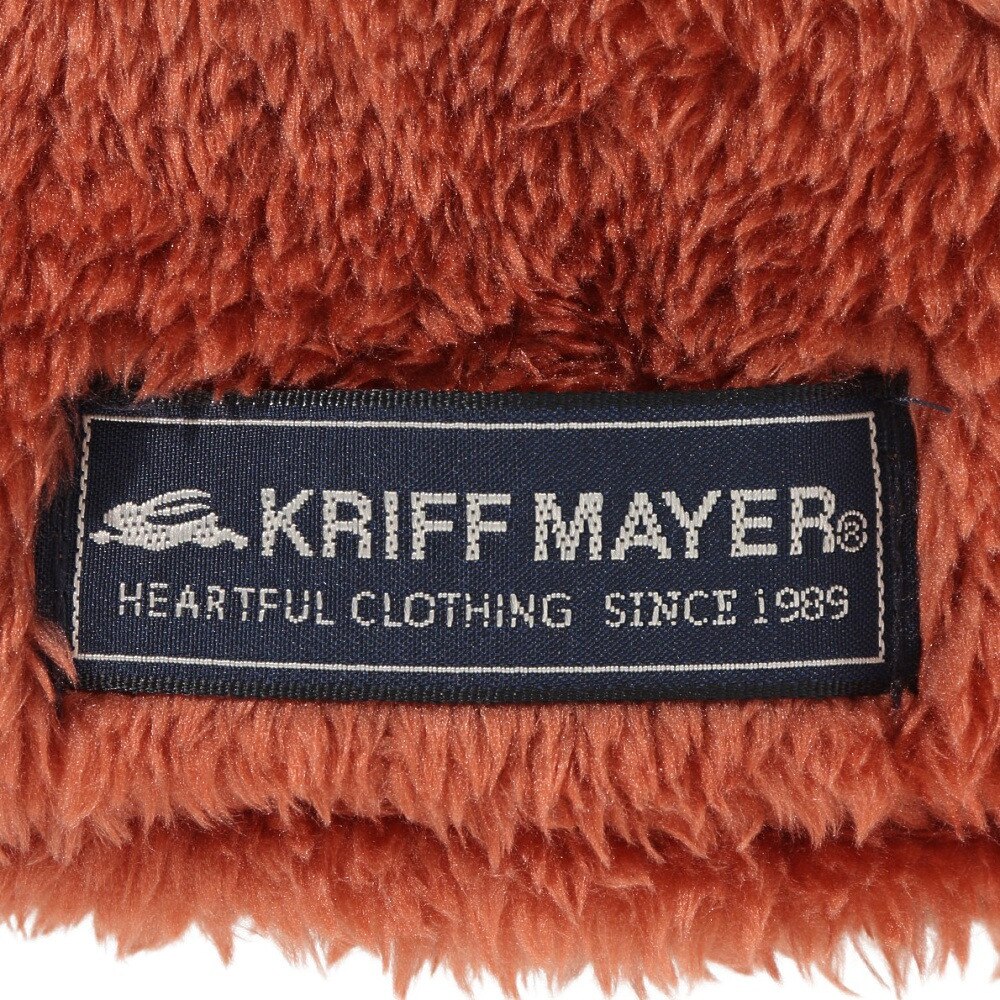 KRIFF MAYER®
HEARTFUL CLOTHING SINCE 1989